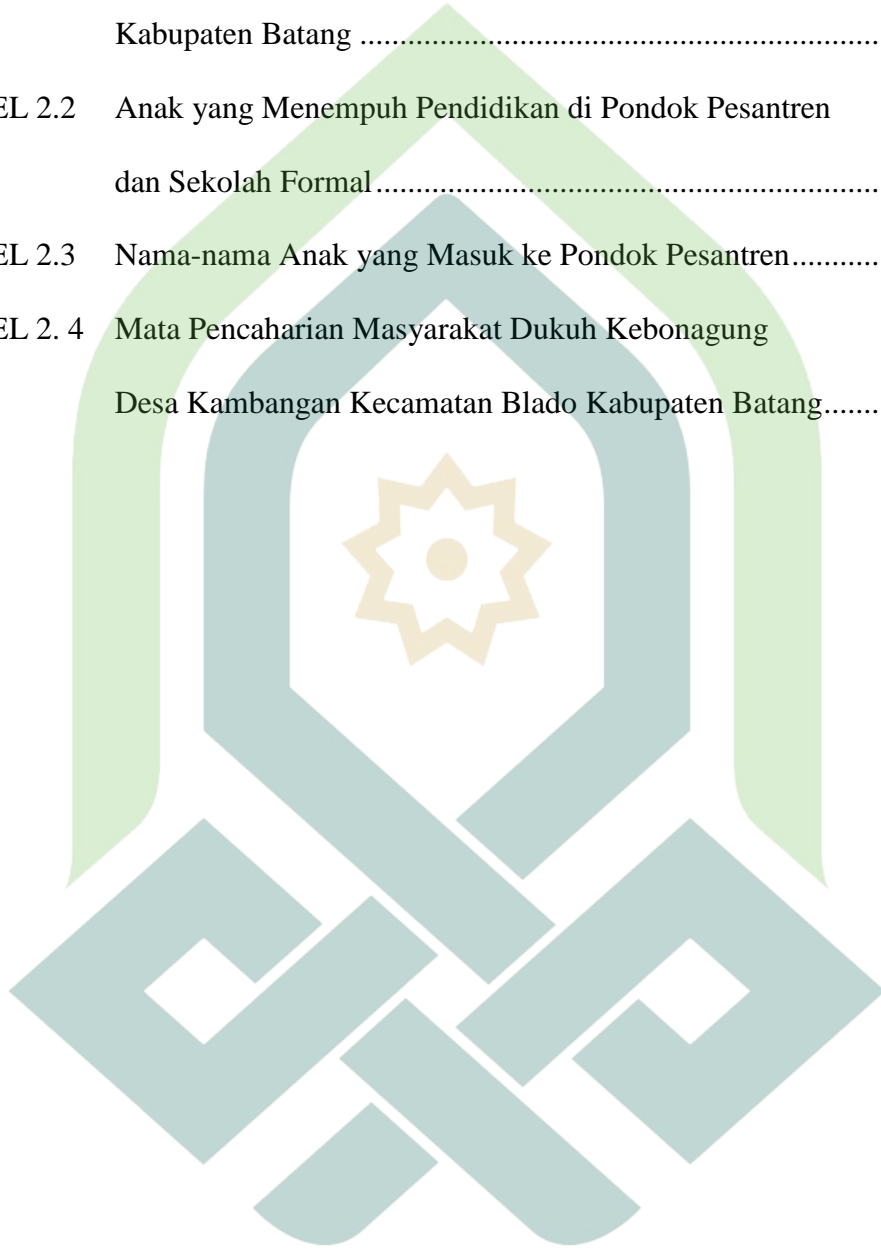 Kabupaten Batang ........................................................
EL 2.2 Anak yang Menempuh Pendidikan di Pondok Pesantren
dan Sekolah Formal......................................................
EL 2.3 Nama-nama Anak yang Masuk ke Pondok Pesantren...........
EL 2. 4 Mata Pencaharian Masyarakat Dukuh Kebonagung
Desa Kambangan Kecamatan Blado Kabupaten Batang.......